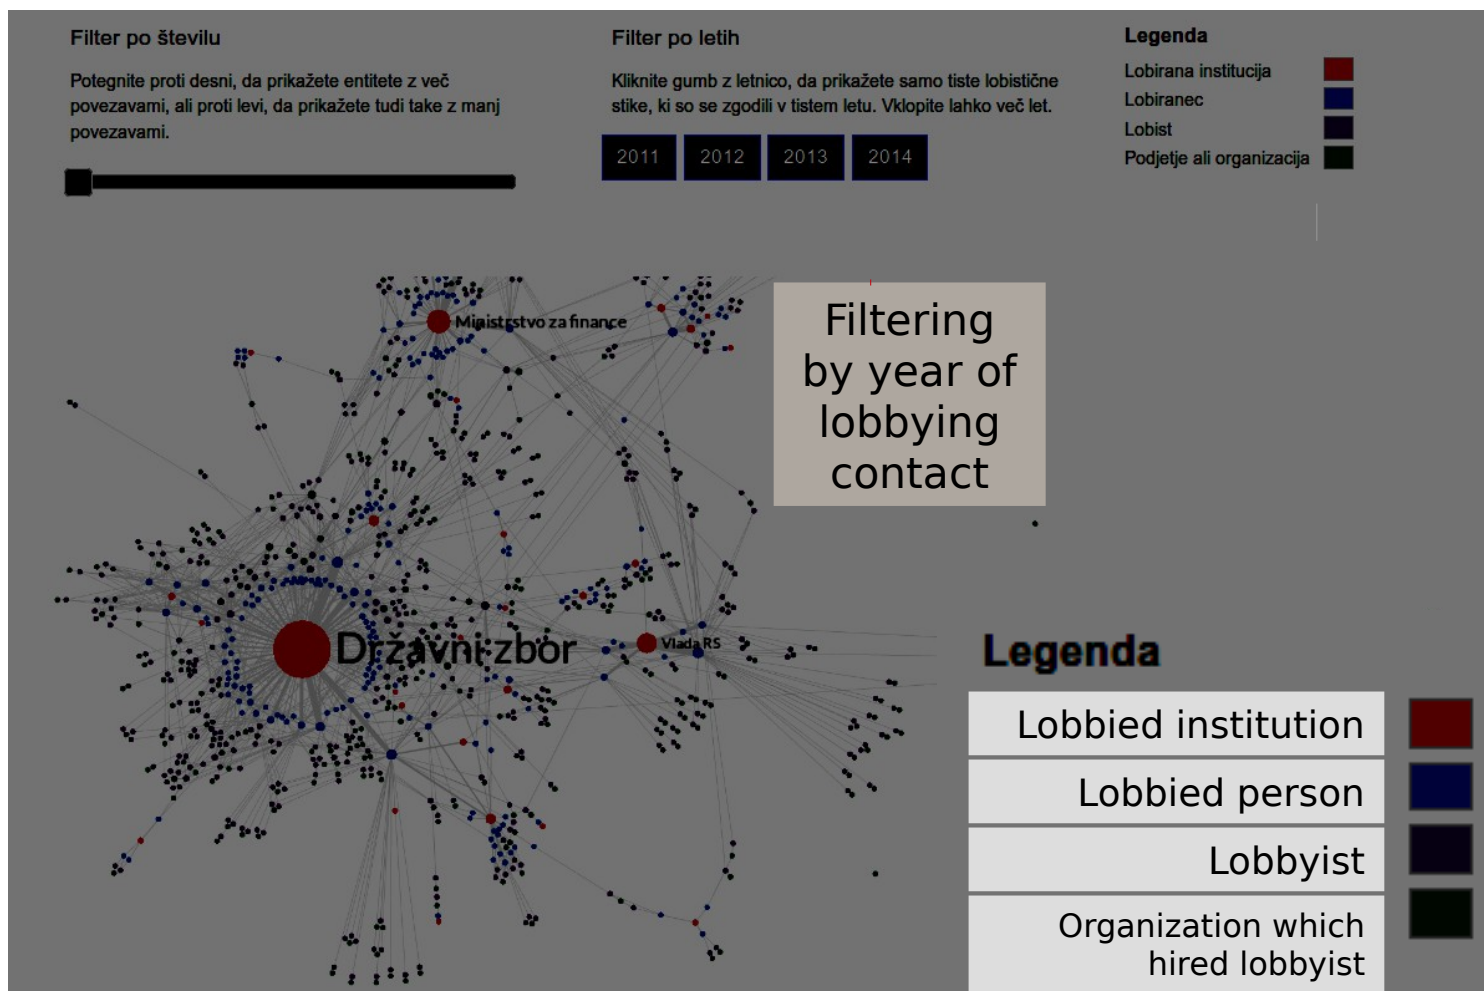 Filter po številu
Potegnite proti desni, da prikažete entitete z več
povezavami, ali proti levi, da prikažete tudi take z manj
povezavami.
Filter po letih
Kliknite gumb z letnico, da prikažete samo tiste lobistične
stike, ki so se zgodili v tistem letu. Vklopite lahko več let.
2011 2012 2013 2014
Legenda
Lobirana institucija
Lobiranec
Lobist
Podjetje ali organizacija
Ministrstvo za finance
Filtering
by year of
lobbying
contact
Državni zbor
Vlada RS
Legenda
Lobbied institution
Lobbied person
Lobbyist
Organization which
hired lobbyist